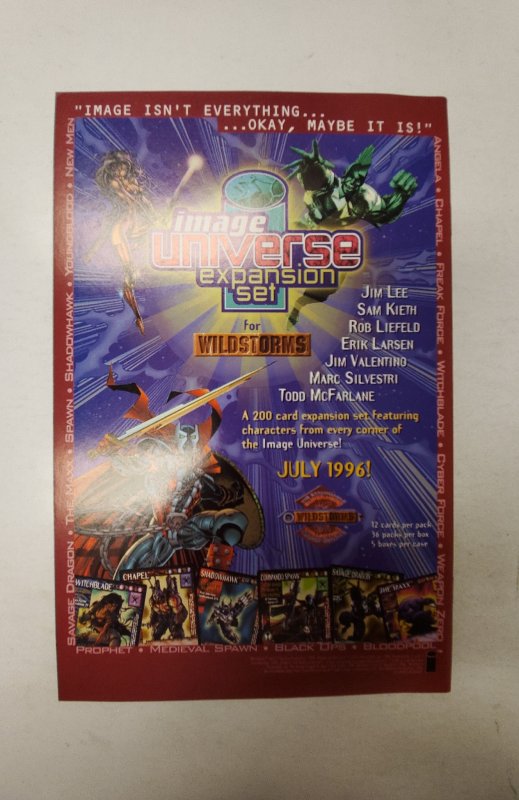 "IMAGE ISN'T EVERYTHING...
...OKAY, MAYBE IT IS!"
image
universe
expansion
set
for
WILDSTORMS
JIM LEE
SAM KIETH
ROB LIEFELD
ERIK LARSEN
JIM VALENTINO
MARC SILVESTRI
TODD MCFARLANE
A 200 card expansion set featuring
characters from every corner of
the Image Universe!
JULY 1996!
WILDSTORMS
12 cards per pack
36 packs per box
5 boxes per case
WITCHBLADE
CHAPEL
SHADOWHAWK
COMMANDO SPAWN
SAVAGE DRAGON
THE MAXX
SAVAGE DRAGON • THE MAXX • SPAWN • SHADOWHAWK • YOUNGBLOOD • NEW MEN
ANGELA • CHAPEL • FREAK FORCE • WITCHBLADE • CYBER FORCE • WEAPON ZERO
PROPHET • MEDIEVAL SPAWN • BLACK OPS • BLOODPOOL